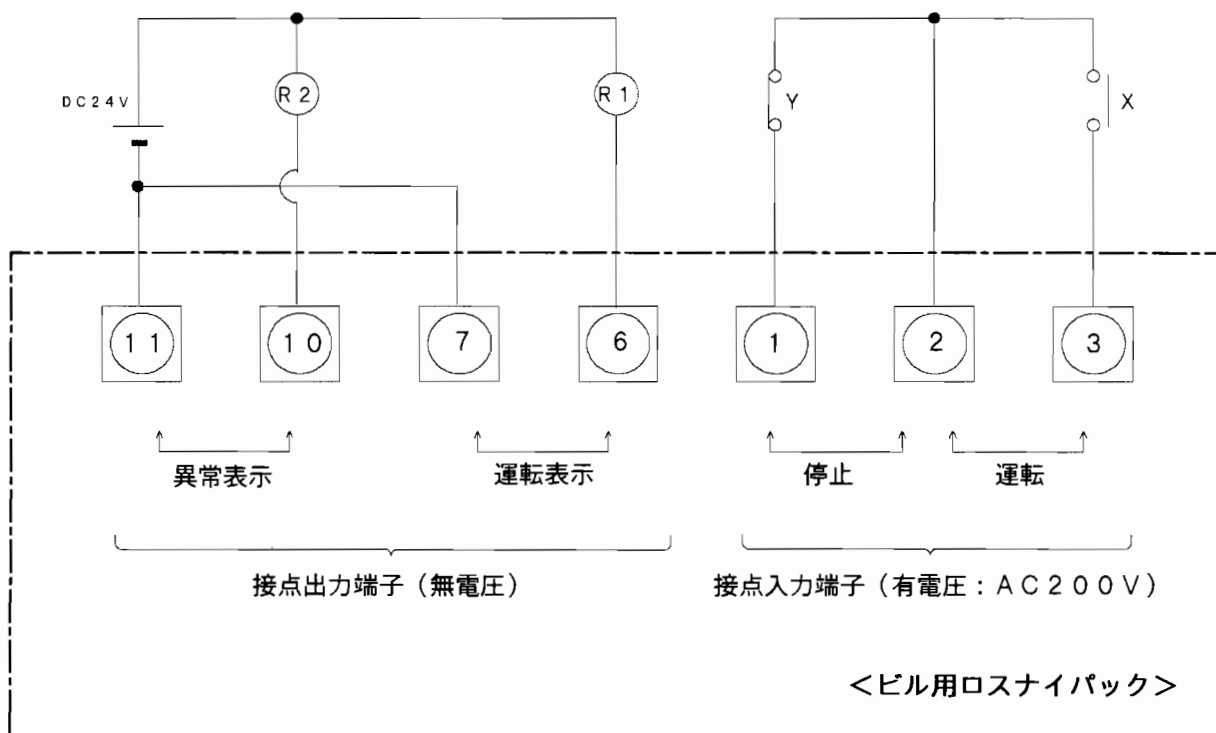 DC24V
R2
R1
Y
X
11
10
7
6
1
2
3
異常表示
運転表示
停止
運転
接点出力端子（無電圧）
接点入力端子（有電圧：AC200V）
＜ビル用ロスナイパック＞